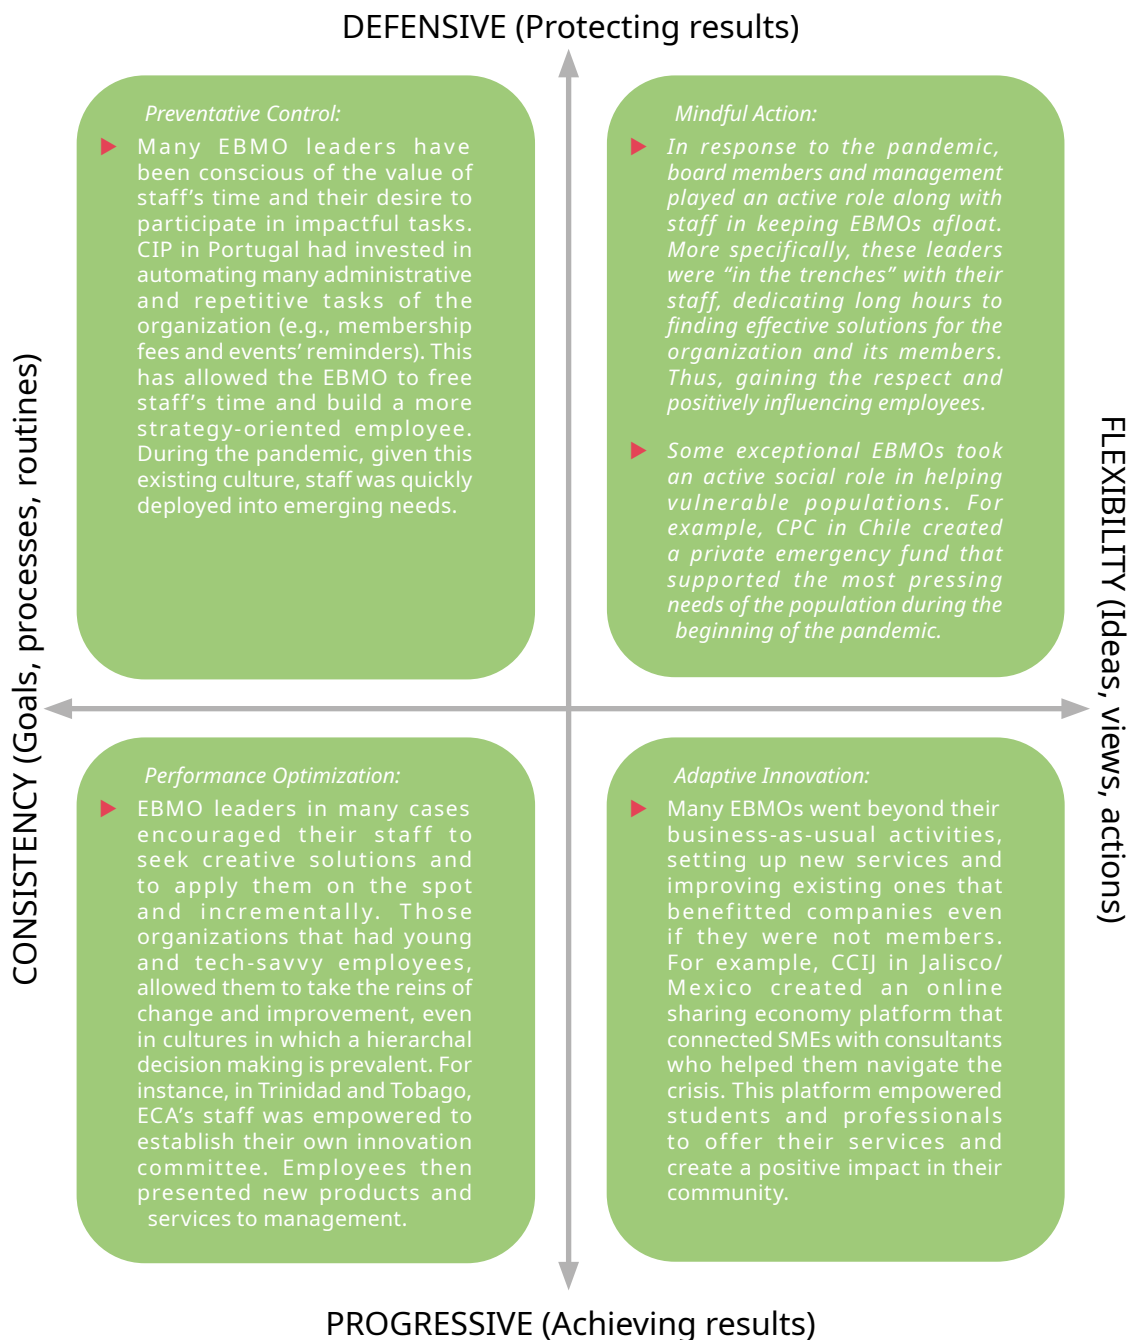 DEFENSIVE (Protecting results)
CONSISTENCY (Goals, processes, routines)
Preventative Control:
Many EBMO leaders have
been conscious of the value of
staff's time and their desire to
participate in impactful tasks.
CIP in Portugal had invested in
automating many administrative
and repetitive tasks of the
organization (e.g., membership
fees and events' reminders). This
has allowed the EBMO to free
staff's time and build a more
strategy-oriented employee.
During the pandemic, given this
existing culture, staff was quickly
deployed into emerging needs.
Mindful Action:
In response to the pandemic,
board members and management
played an active role along with
staff in keeping EBMOs afloat.
More specifically, these leaders
were “in the trenches” with their
staff, dedicating long hours to
finding effective solutions for the
organization and its members.
Thus, gaining the respect and
positively influencing employees.
Some exceptional EBMOs took
an active social role in helping
vulnerable populations. For
example, CPC in Chile created
a private emergency fund that
supported the most pressing
needs of the population during the
beginning of the pandemic.
Performance Optimization:
EBMO leaders in many cases
encouraged their staff to
seek creative solutions and
to apply them on the spot
and incrementally. Those
organizations that had young
and tech-savvy employees,
allowed them to take the reins of
change and improvement, even
in cultures in which a hierarchal
decision making is prevalent. For
instance, in Trinidad and Tobago,
ECA's staff was empowered to
establish their own innovation
committee. Employees then
presented new products and
services to management.
Adaptive Innovation:
Many EBMOs went beyond their
business-as-usual activities,
setting up new services and
improving existing ones that
benefitted companies even
if they were not members.
For example, CCIJ in Jalisco/
Mexico created an online
sharing economy platform that
connected SMEs with consultants
who helped them navigate the
crisis. This platform empowered
students and professionals
to offer their services and
create a positive impact in their
community.
FLEXIBILITY (Ideas, views, actions)
PROGRESSIVE (Achieving results)